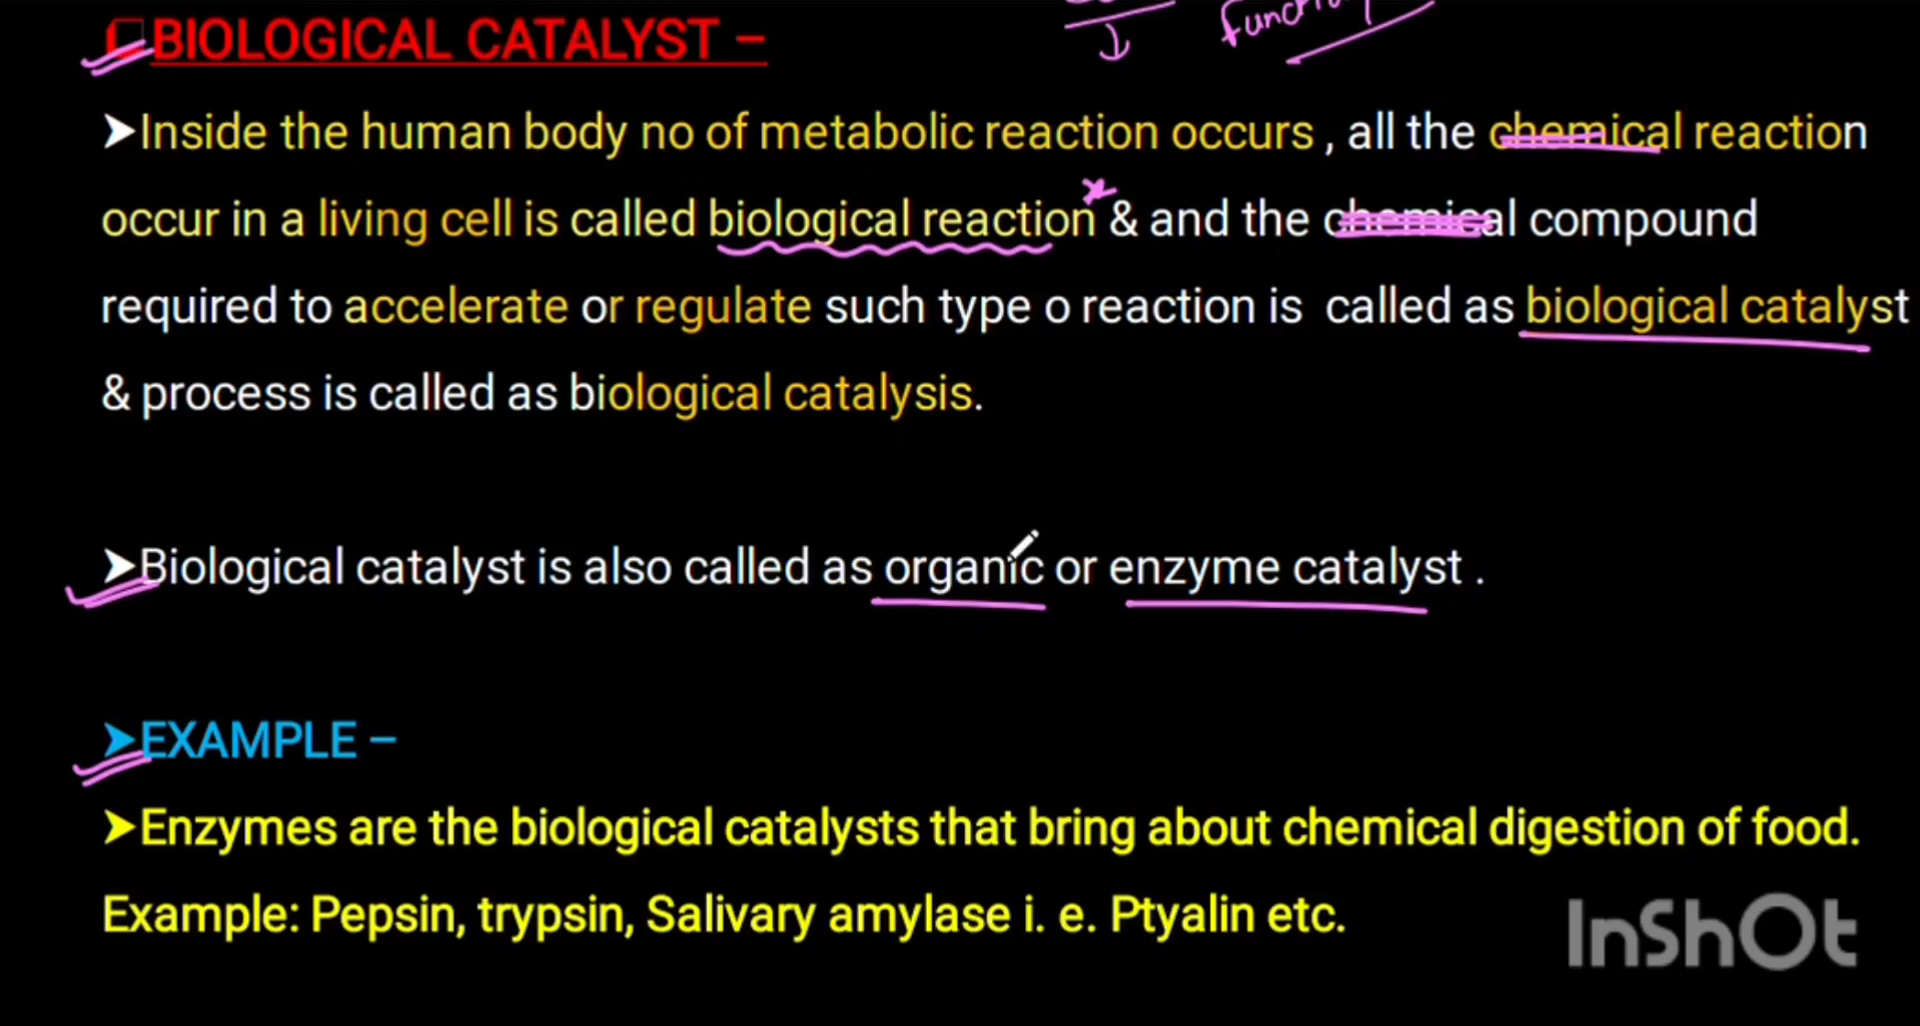 BIOLOGICAL CATALYST –
➤Inside the human body no of metabolic reaction occurs , all the chemical reaction
occur in a living cell is called biological reaction & and the chemical compound
required to accelerate or regulate such type o reaction is called as biological catalyst
& process is called as biological catalysis.
➤Biological catalyst is also called as organic or enzyme catalyst .
➤EXAMPLE –
➤Enzymes are the biological catalysts that bring about chemical digestion of food.
Example: Pepsin, trypsin, Salivary amylase i. e. Ptyalin etc.
InShOt